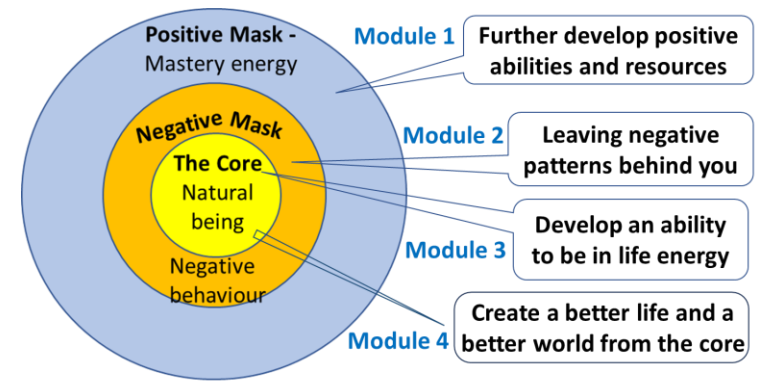 Positive Mask -
Mastery energy
Negative Mask
The Core
Natural
being
Negative
behaviour
Module 1
Further develop positive
abilities and resources
Module 2
Leaving negative
patterns behind you
Module 3
Develop an ability
to be in life energy
Module 4
Create a better life and a
better world from the core